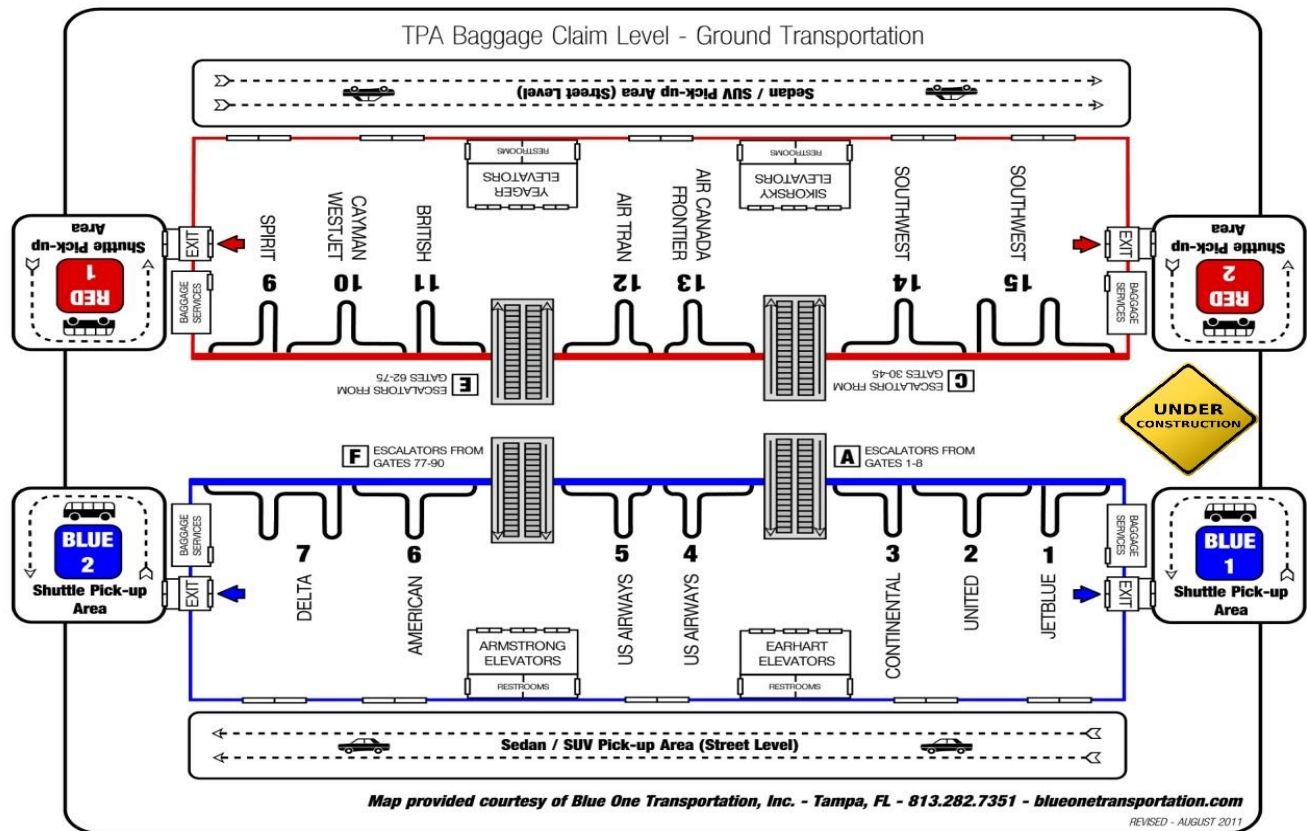 TPA Baggage Claim Level - Ground Transportation
Sedan / SUV Pick-up Area (Street Level)
RESTROOMS
YEAGER
ELEVATORS
RESTROOMS
SIKORSKY
ELEVATORS
SPIRIT
9
CAYMAN
WESTJET
10
BRITISH
11
AIR TRAN
12
AIR CANADA
FRONTIER
13
SOUTHWEST
14
SOUTHWEST
15
EXIT
BAGGAGE
SERVICES
RED
1
Shuttle Pick-up
Area
EXIT
BAGGAGE
SERVICES
RED
2
Shuttle Pick-up
Area
E
ESCALATORS FROM
GATES 62-75
C
ESCALATORS FROM
GATES 30-45
UNDER
CONSTRUCTION
F
ESCALATORS FROM
GATES 77-90
A
ESCALATORS FROM
GATES 1-8
BLUE
2
Shuttle Pick-up
Area
BAGGAGE
SERVICES
EXIT
7
DELTA
6
AMERICAN
5
US AIRWAYS
4
US AIRWAYS
3
CONTINENTAL
2
UNITED
1
JETBLUE
BAGGAGE
SERVICES
EXIT
BLUE
1
Shuttle Pick-up
Area
ARMSTRONG
ELEVATORS
RESTROOMS
EARHART
ELEVATORS
RESTROOMS
Sedan / SUV Pick-up Area (Street Level)
Map provided courtesy of Blue One Transportation, Inc. - Tampa, FL - 813.282.7351 - blueonetransportation.com
REVISED - AUGUST 2011